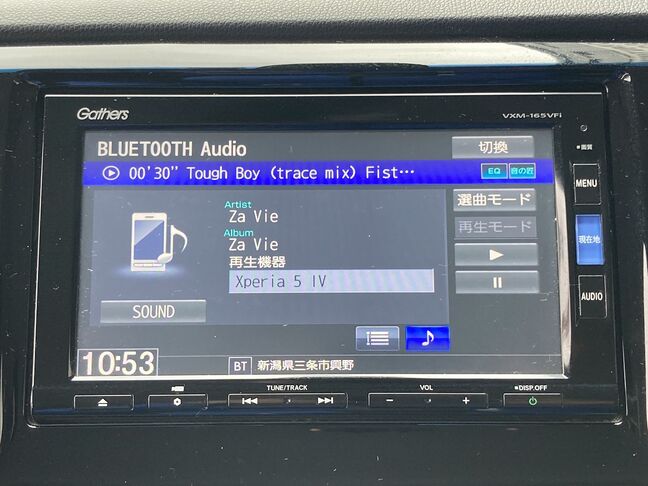 Gathers
VXM-165VFi
BLUETOOTH Audio
切換
00'30" Tough Boy (trace mix) Fist…
EQ
音の匠
Artist
Za Vie
Album
Za Vie
再生機器
Xperia 5 IV
SOUND
選曲モード
再生モード
画質
MENU
現在地
AUDIO
10:53
BT
新潟県三条市興野
TUNE/TRACK
VOL
DISP.OFF